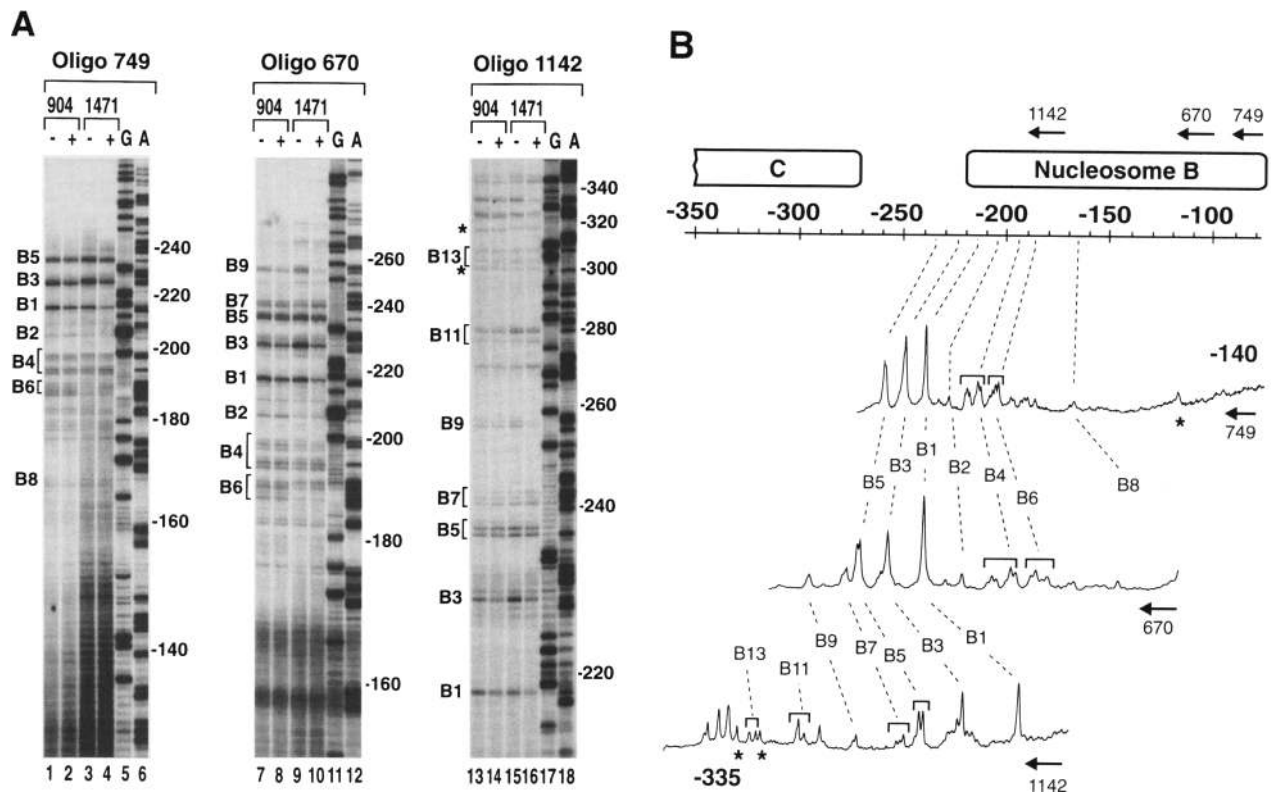 A
Oligo 749
904 1471
- + - + G A
-240
-220
-200
-180
-160
-140
B5
B3
B1
B2
B4
B6
B8
1 2 3 4 5 6
Oligo 670
904 1471
- + - + G A
-260
-240
-220
-200
-180
-160
B9
B7
B5
B3
B1
B2
B4
B6
7 8 9 10 11 12
Oligo 1142
904 1471
- + - + G A
-340
-320
-300
-280
-260
-240
-220
*
B13
*
B11
B9
B7
B5
B3
B1
13 14 15 16 17 18
B
1142 670 749
C Nucleosome B
-350 -300 -250 -200 -150 -100
-140
*
749
B5 B3 B1 B2 B4 B6 B8
670
B13 B11 B9 B7 B5 B3 B1
* *
-335
1142